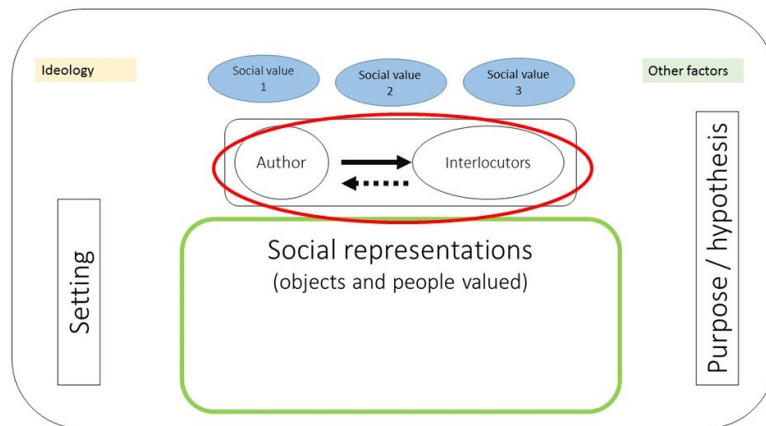 Ideology
Social value
1
Social value
2
Social value
3
Other factors
Author
Interlocutors
Setting
Social representations
(objects and people valued)
Purpose / hypothesis